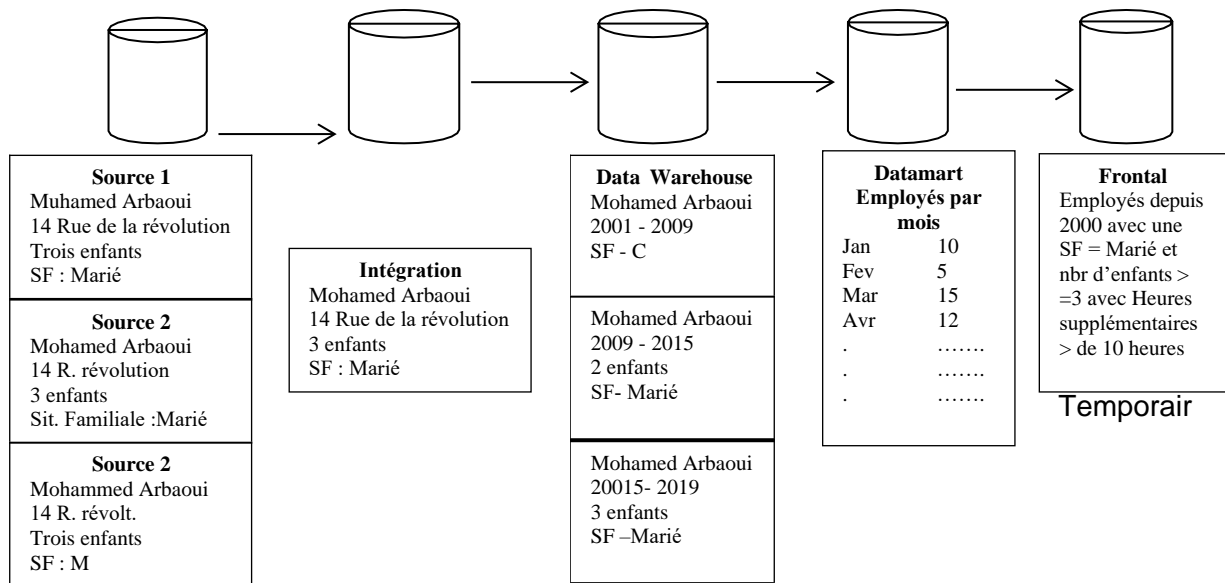 Source 1
Muhamed Arbaoui
14 Rue de la révolution
Trois enfants
SF : Marié
Source 2
Mohamed Arbaoui
14 R. révolution
3 enfants
Sit. Familiale :Marié
Source 2
Mohammed Arbaoui
14 R. révolt.
Trois enfants
SF : M
Intégration
Mohamed Arbaoui
14 Rue de la révolution
3 enfants
SF : Marié
Data Warehouse
Mohamed Arbaoui
2001 - 2009
SF - C
Mohamed Arbaoui
2009 - 2015
2 enfants
SF- Marié
Mohamed Arbaoui
20015- 2019
3 enfants
SF –Marié
Datamart
Employés par
mois
Jan 10
Fev 5
Mar 15
Avr 12
. …….
. …….
. …….
Frontal
Employés depuis
2000 avec une
SF = Marié et
nbr d’enfants >
=3 avec Heures
supplémentaires
> de 10 heures
Temporair